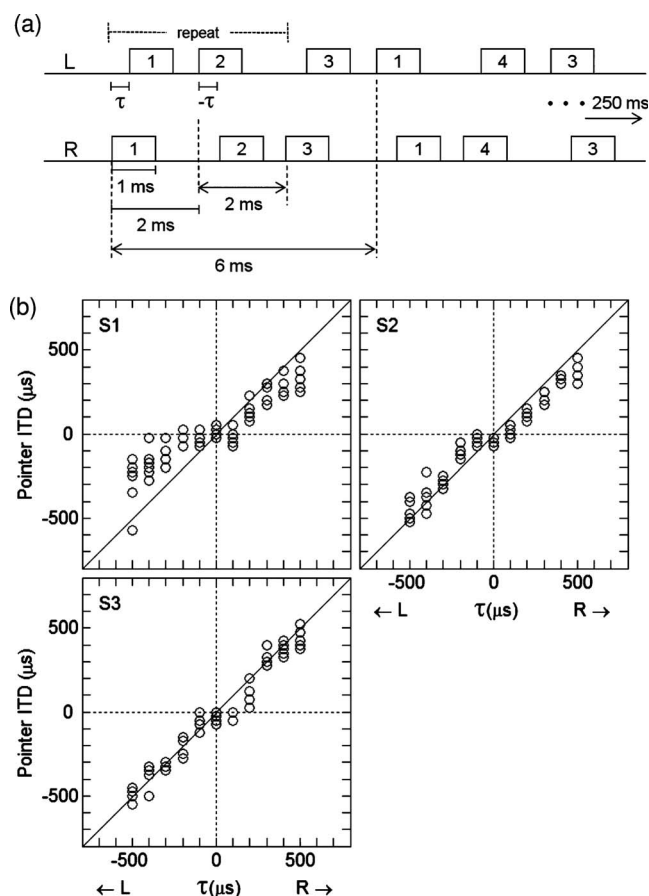 (a)
repeat
L 1 2 3 1 4 3
τ -τ
• • • 250 ms
R 1 2 3 1 4 3
1 ms
2 ms 2 ms
6 ms
(b)
S1 S2
Pointer ITD (μs)
500
0
-500
-500 0 500
← L τ(μs) R →
S3
Pointer ITD (μs)
500
0
-500
-500 0 500
← L τ(μs) R →